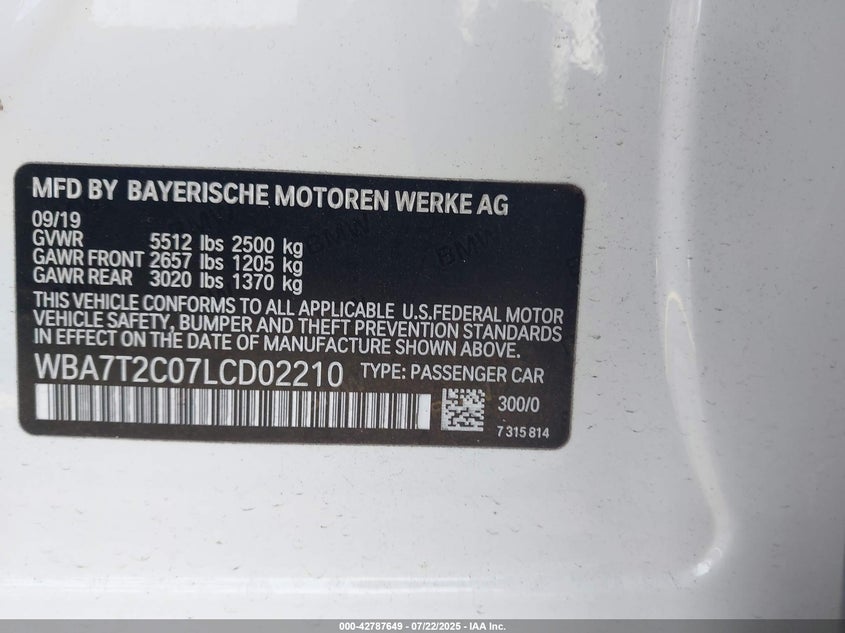 MFD BY BAYERISCHE MOTOREN WERKE AG
09/19
GVWR 5512 lbs 2500 kg
GAWR FRONT 2657 lbs 1205 kg
GAWR REAR 3020 lbs 1370 kg
THIS VEHICLE CONFORMS TO ALL APPLICABLE U.S.FEDERAL MOTOR
VEHICLE SAFETY, BUMPER AND THEFT PREVENTION STANDARDS
IN EFFECT ON THE DATE OF MANUFACTURE SHOWN ABOVE.
WBA7T2C07LCD02210 TYPE: PASSENGER CAR
300/0
7 315 814
BMW
BMW
000-42787649 - 07/22/2025 - IAA Inc.